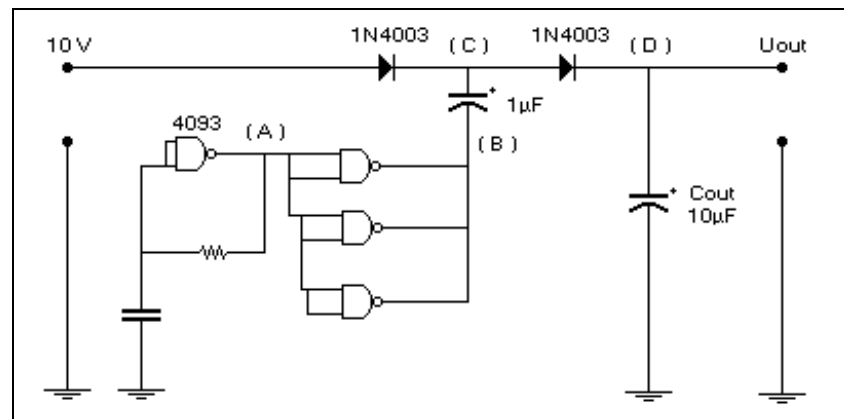 10 V
1N4003
( C )
1N4003
( D )
Uout
1µF
4093
( A )
( B )
Cout
10µF